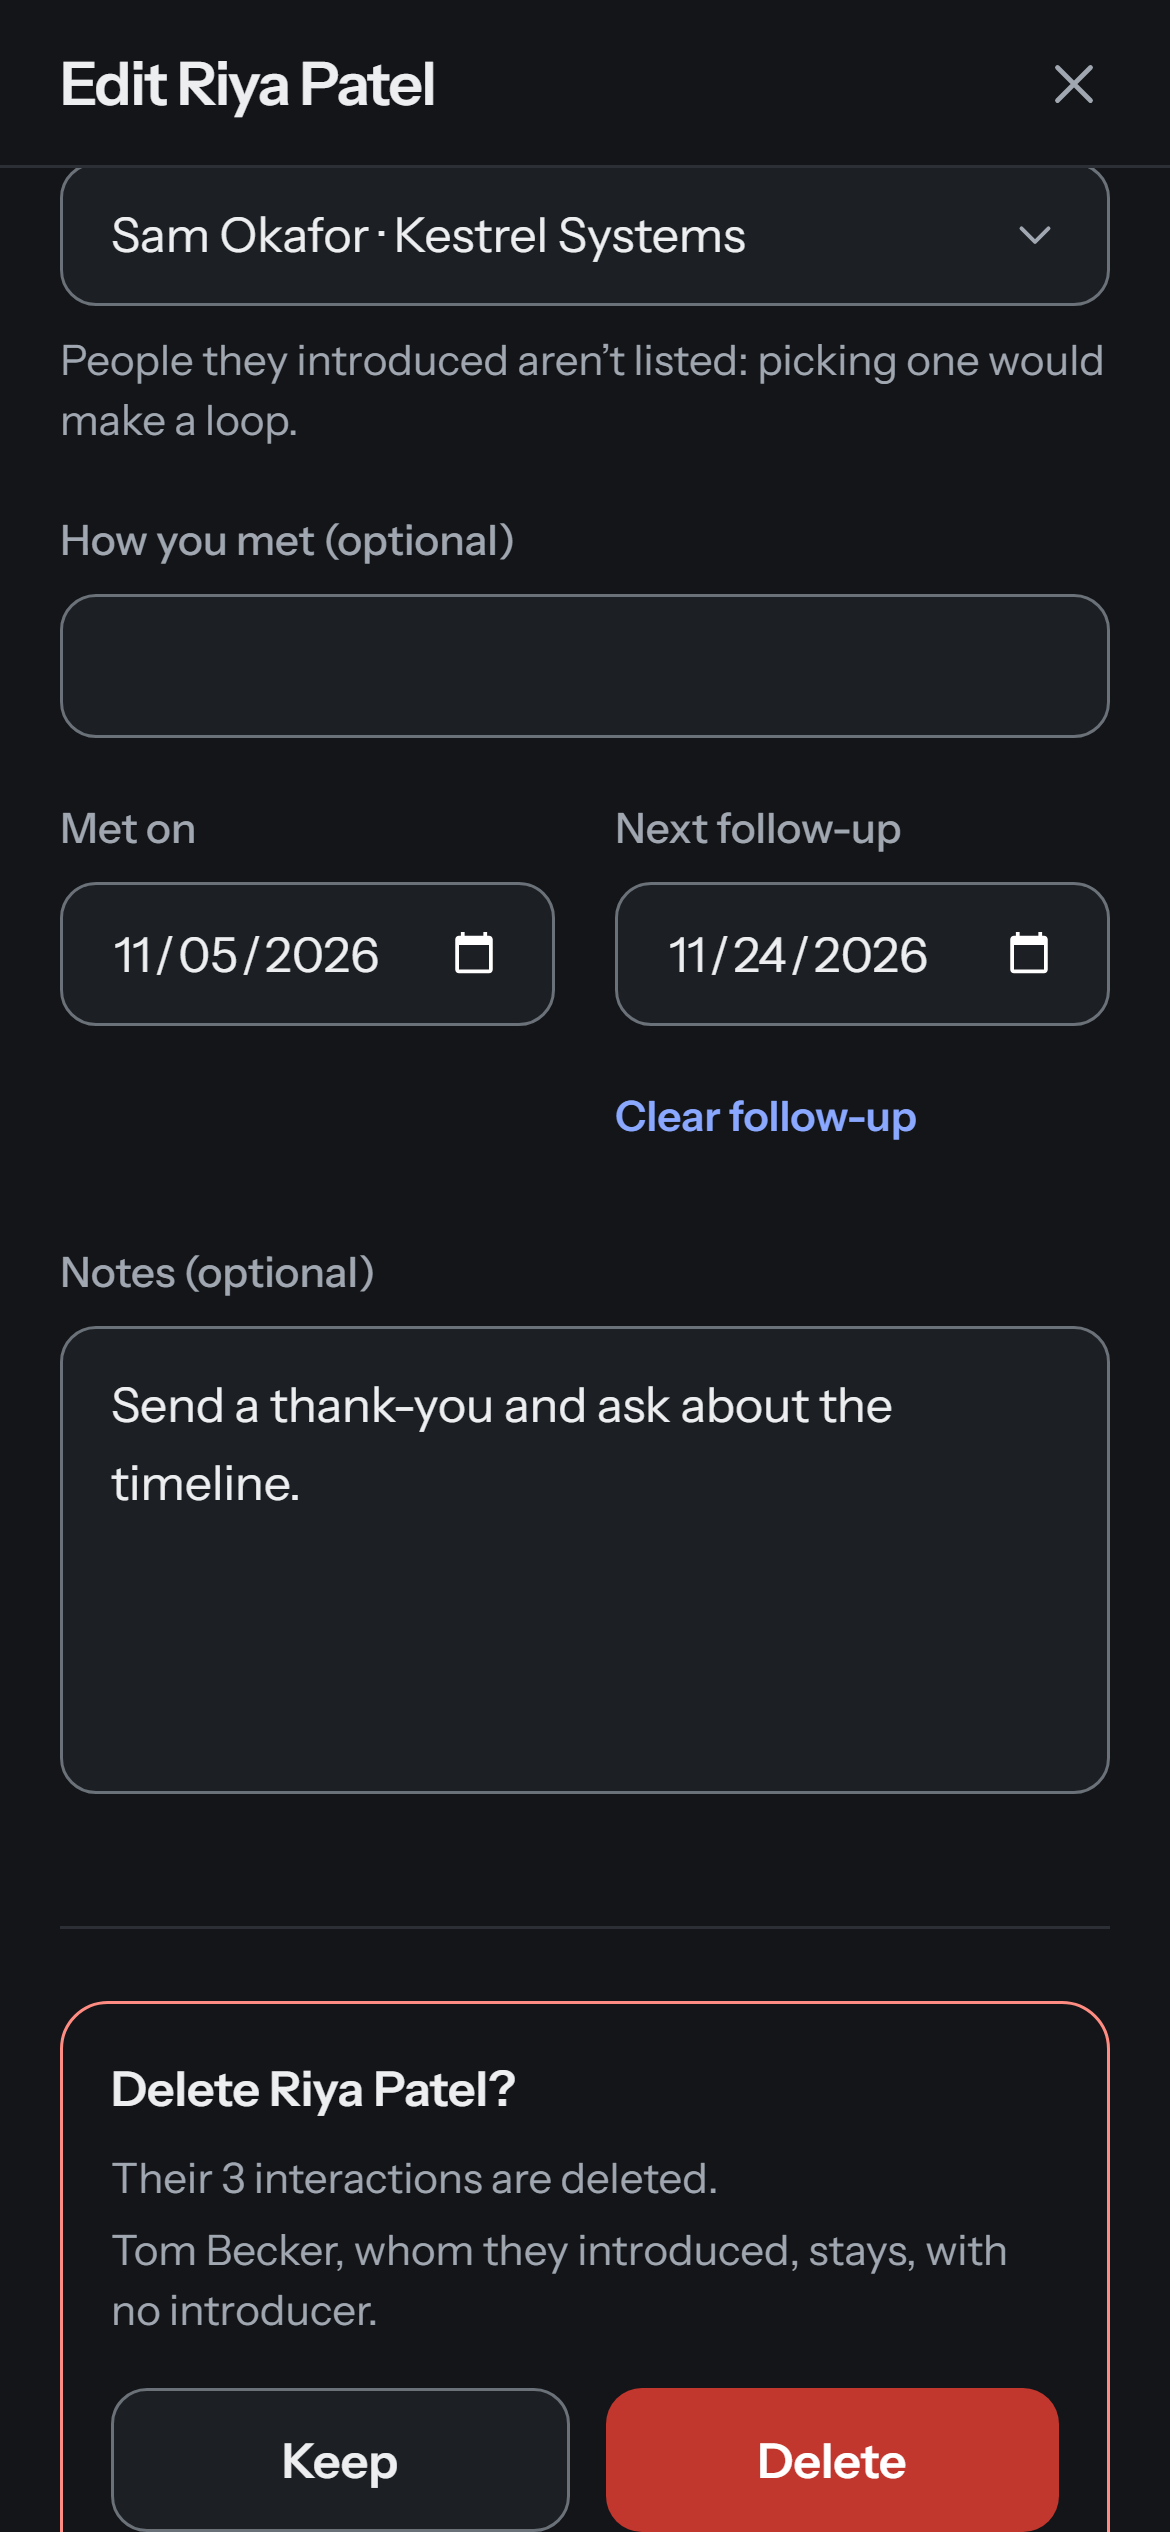 Edit Riya Patel
Sam Okafor · Kestrel Systems
People they introduced aren’t listed: picking one would
make a loop.
How you met (optional)
Met on
Next follow-up
11/05/2026
11/24/2026
Clear follow-up
Notes (optional)
Send a thank-you and ask about the
timeline.
Delete Riya Patel?
Their 3 interactions are deleted.
Tom Becker, whom they introduced, stays, with
no introducer.
Keep
Delete